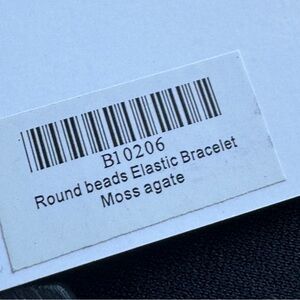 B10206
Round beads Elastic Bracelet
Moss agate